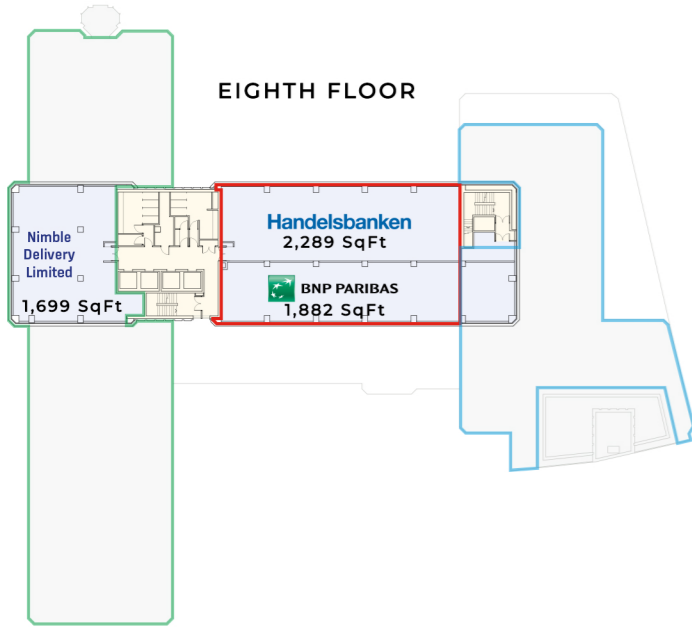 EIGHTH FLOOR
Handelsbanken
2,289 SqFt
Nimble
Delivery
Limited
1,699 SqFt
BNP PARIBAS
1,882 SqFt